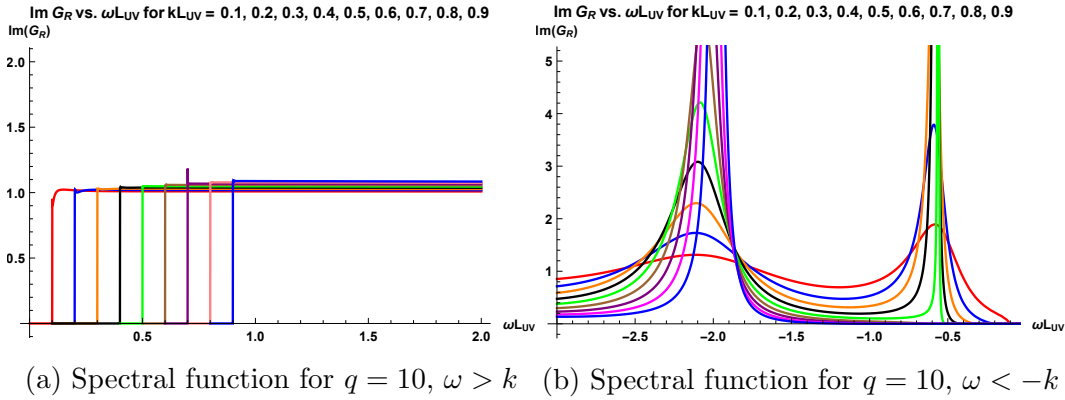 Im G_R vs. ωL_UV for kL_UV = 0.1, 0.2, 0.3, 0.4, 0.5, 0.6, 0.7, 0.8, 0.9
Im(G_R)
2.0
1.5
1.0
0.5
0.5
1.0
1.5
2.0
ωL_UV
(a) Spectral function for q = 10, ω > k
Im G_R vs. ωL_UV for kL_UV = 0.1, 0.2, 0.3, 0.4, 0.5, 0.6, 0.7, 0.8, 0.9
Im(G_R)
5
4
3
2
1
-2.5
-2.0
-1.5
-1.0
-0.5
ωL_UV
(b) Spectral function for q = 10, ω < −k